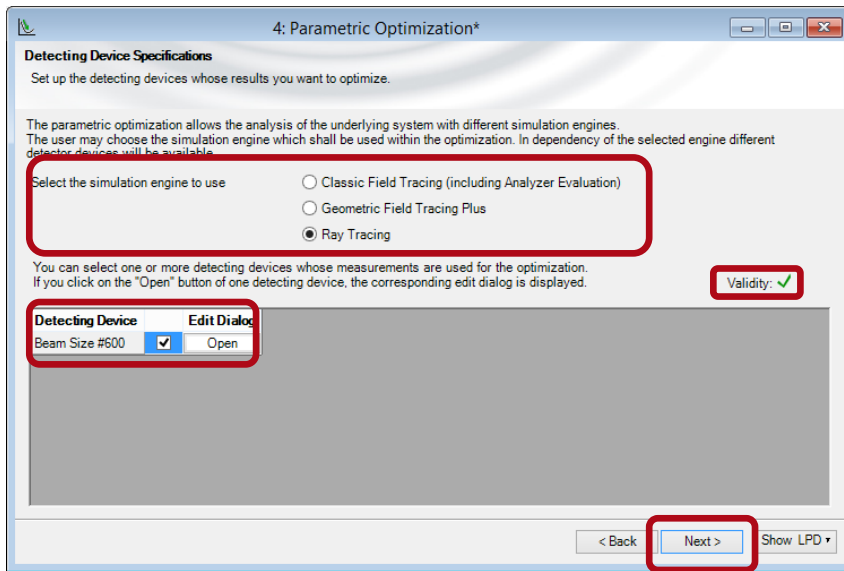 4: Parametric Optimization*
Detecting Device Specifications
Set up the detecting devices whose results you want to optimize.
The parametric optimization allows the analysis of the underlying system with different simulation engines.
The user may choose the simulation engine which shall be used within the optimization. In dependency of the selected engine different
detector devices will be available.
Select the simulation engine to use
Classic Field Tracing (including Analyzer Evaluation)
Geometric Field Tracing Plus
Ray Tracing
You can select one or more detecting devices whose measurements are used for the optimization.
If you click on the "Open" button of one detecting device, the corresponding edit dialog is displayed.
Validity:
Detecting Device Edit Dialog
Beam Size #600 Open
< Back Next > Show LPD